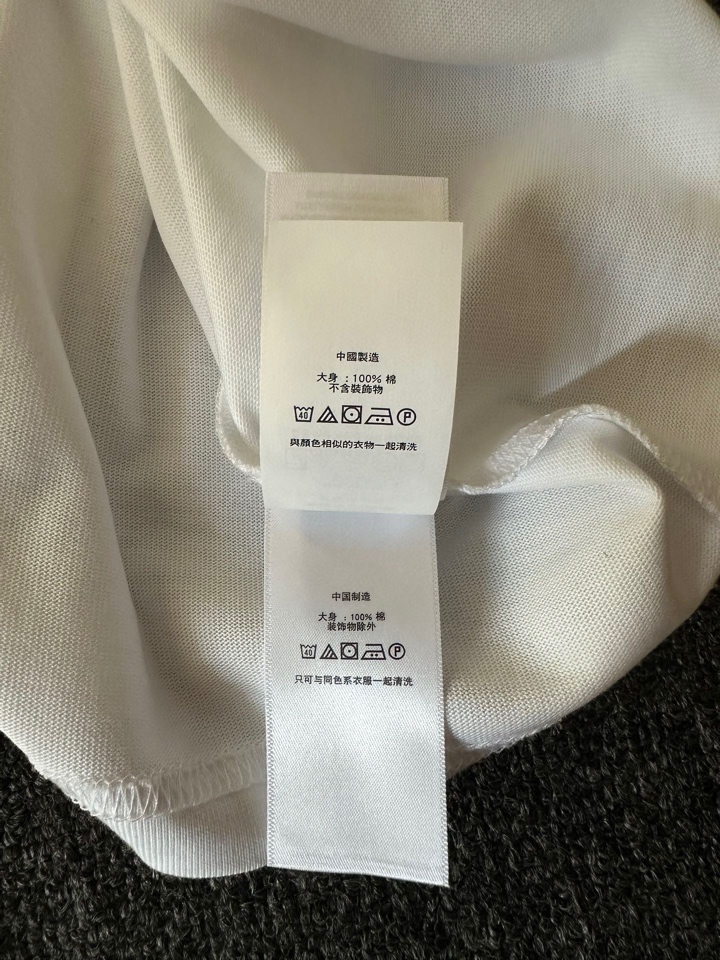 中國製造
大身 : 100% 棉
不含裝飾物
40 P
與顏色相似的衣物一起清洗
中国制造
大身 : 100% 棉
装饰物除外
40 P
只可与同色系衣服一起清洗